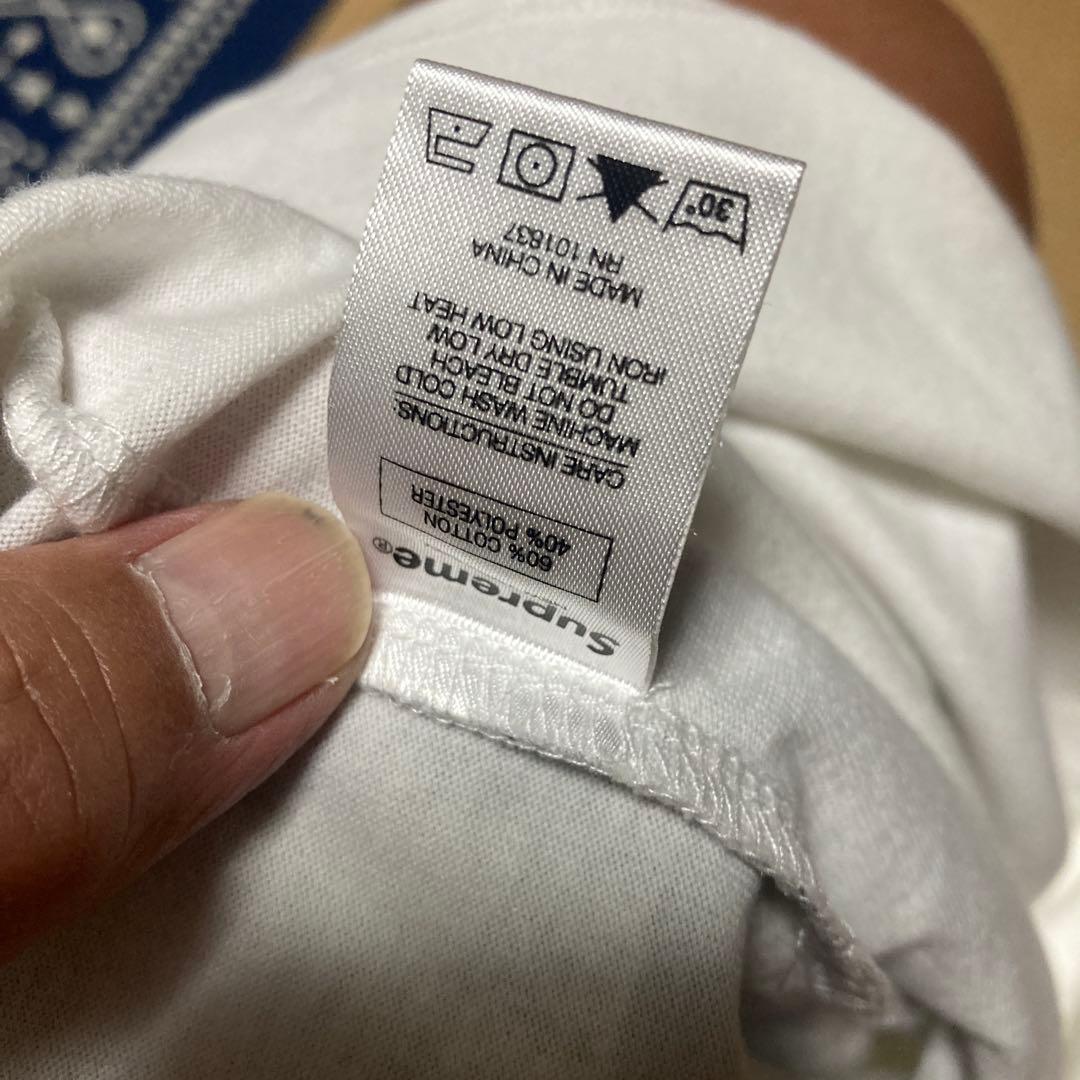 Supreme®
60% COTTON
40% POLYESTER
CARE INSTRUCTIONS:
MACHINE WASH COLD
DO NOT BLEACH
TUMBLE DRY LOW
IRON USING LOW HEAT
MADE IN CHINA
RN 101837
30°